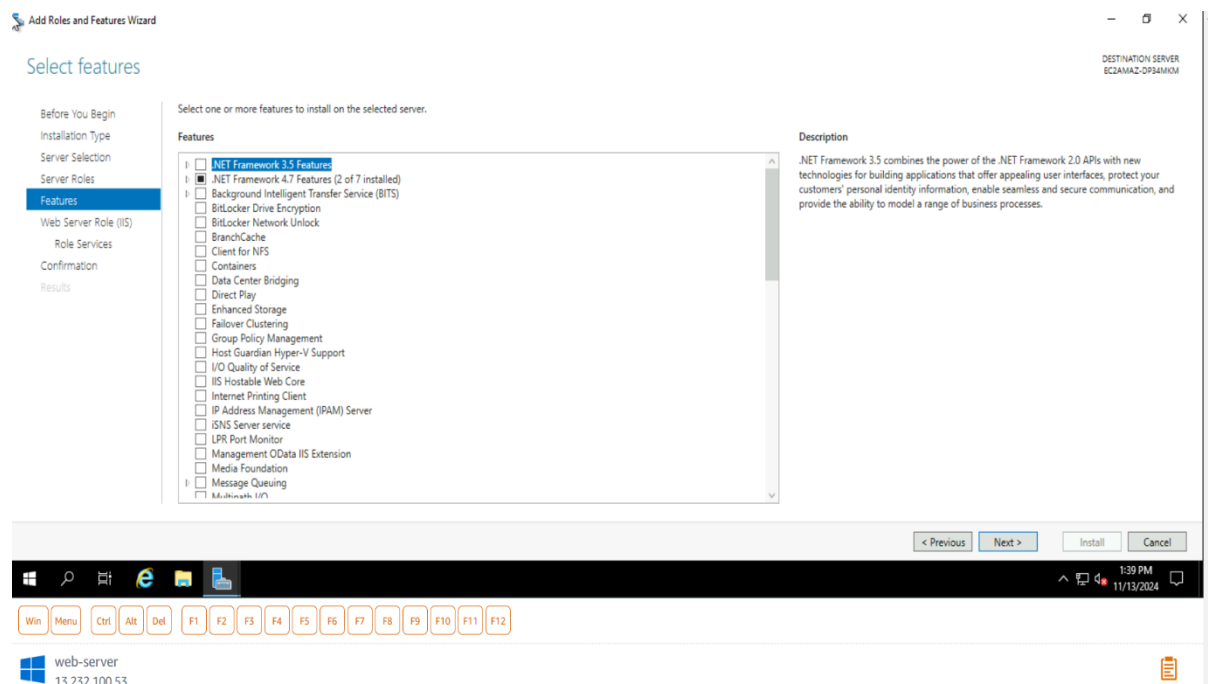 Add Roles and Features Wizard
Select features
DESTINATION SERVER
EC2AMAZ-DP34MKM
Before You Begin
Installation Type
Server Selection
Server Roles
Features
Web Server Role (IIS)
Role Services
Confirmation
Results
Select one or more features to install on the selected server.
Features
.NET Framework 3.5 Features
.NET Framework 4.7 Features (2 of 7 installed)
Background Intelligent Transfer Service (BITS)
BitLocker Drive Encryption
BitLocker Network Unlock
BranchCache
Client for NFS
Containers
Data Center Bridging
Direct Play
Enhanced Storage
Failover Clustering
Group Policy Management
Host Guardian Hyper-V Support
I/O Quality of Service
IIS Hostable Web Core
Internet Printing Client
IP Address Management (IPAM) Server
iSNS Server service
LPR Port Monitor
Management OData IIS Extension
Media Foundation
Message Queuing
Multipath I/O
Description
.NET Framework 3.5 combines the power of the .NET Framework 2.0 APIs with new
technologies for building applications that offer appealing user interfaces, protect your
customers' personal identity information, enable seamless and secure communication, and
provide the ability to model a range of business processes.
< Previous Next > Install Cancel
1:39 PM
11/13/2024
Win Menu Ctrl Alt Del F1 F2 F3 F4 F5 F6 F7 F8 F9 F10 F11 F12
web-server
13.232.100.53